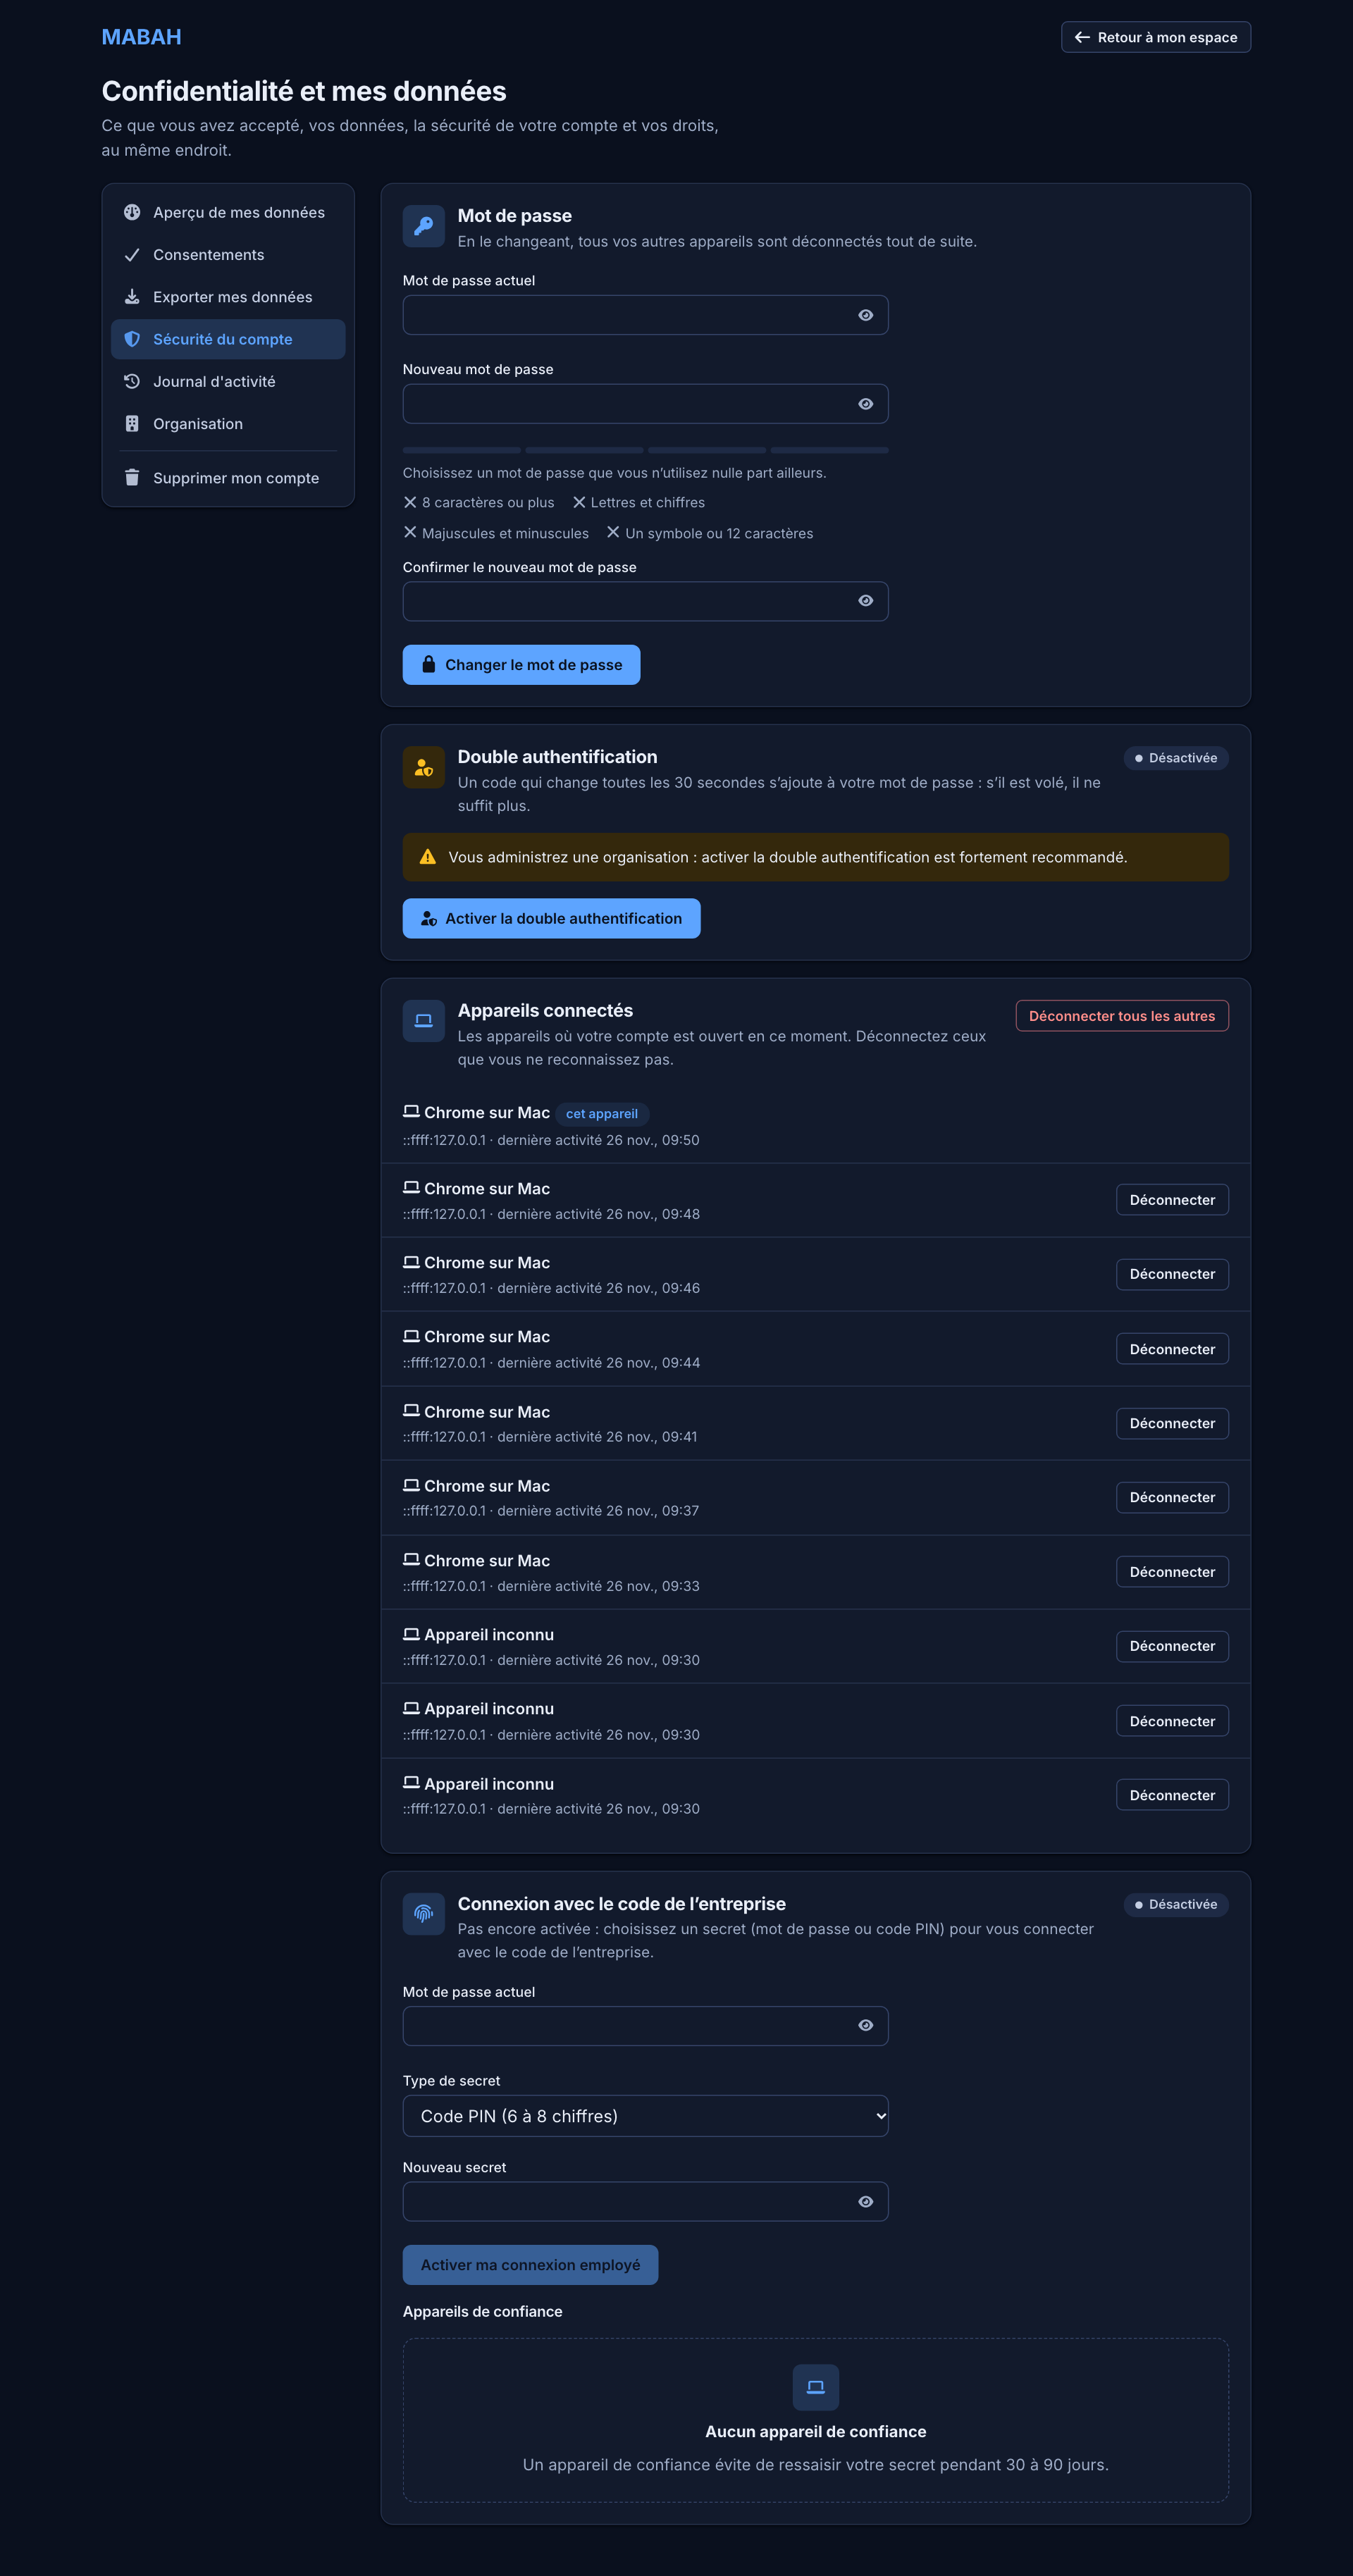 MABAH
Retour à mon espace
Confidentialité et mes données
Ce que vous avez accepté, vos données, la sécurité de votre compte et vos droits,
au même endroit.
Aperçu de mes données
Consentements
Exporter mes données
Sécurité du compte
Journal d'activité
Organisation
Supprimer mon compte
Mot de passe
En le changeant, tous vos autres appareils sont déconnectés tout de suite.
Mot de passe actuel
Nouveau mot de passe
Choisissez un mot de passe que vous n’utilisez nulle part ailleurs.
8 caractères ou plus Lettres et chiffres
Majuscules et minuscules Un symbole ou 12 caractères
Confirmer le nouveau mot de passe
Changer le mot de passe
Double authentification
Désactivée
Un code qui change toutes les 30 secondes s’ajoute à votre mot de passe : s’il est volé, il ne
suffit plus.
Vous administrez une organisation : activer la double authentification est fortement recommandé.
Activer la double authentification
Appareils connectés
Déconnecter tous les autres
Les appareils où votre compte est ouvert en ce moment. Déconnectez ceux
que vous ne reconnaissez pas.
Chrome sur Mac cet appareil
::ffff:127.0.0.1 · dernière activité 26 nov., 09:50
Chrome sur Mac
::ffff:127.0.0.1 · dernière activité 26 nov., 09:48
Déconnecter
Chrome sur Mac
::ffff:127.0.0.1 · dernière activité 26 nov., 09:46
Déconnecter
Chrome sur Mac
::ffff:127.0.0.1 · dernière activité 26 nov., 09:44
Déconnecter
Chrome sur Mac
::ffff:127.0.0.1 · dernière activité 26 nov., 09:41
Déconnecter
Chrome sur Mac
::ffff:127.0.0.1 · dernière activité 26 nov., 09:37
Déconnecter
Chrome sur Mac
::ffff:127.0.0.1 · dernière activité 26 nov., 09:33
Déconnecter
Appareil inconnu
::ffff:127.0.0.1 · dernière activité 26 nov., 09:30
Déconnecter
Appareil inconnu
::ffff:127.0.0.1 · dernière activité 26 nov., 09:30
Déconnecter
Appareil inconnu
::ffff:127.0.0.1 · dernière activité 26 nov., 09:30
Déconnecter
Connexion avec le code de l’entreprise
Désactivée
Pas encore activée : choisissez un secret (mot de passe ou code PIN) pour vous connecter
avec le code de l’entreprise.
Mot de passe actuel
Type de secret
Code PIN (6 à 8 chiffres)
Nouveau secret
Activer ma connexion employé
Appareils de confiance
Aucun appareil de confiance
Un appareil de confiance évite de ressaisir votre secret pendant 30 à 90 jours.